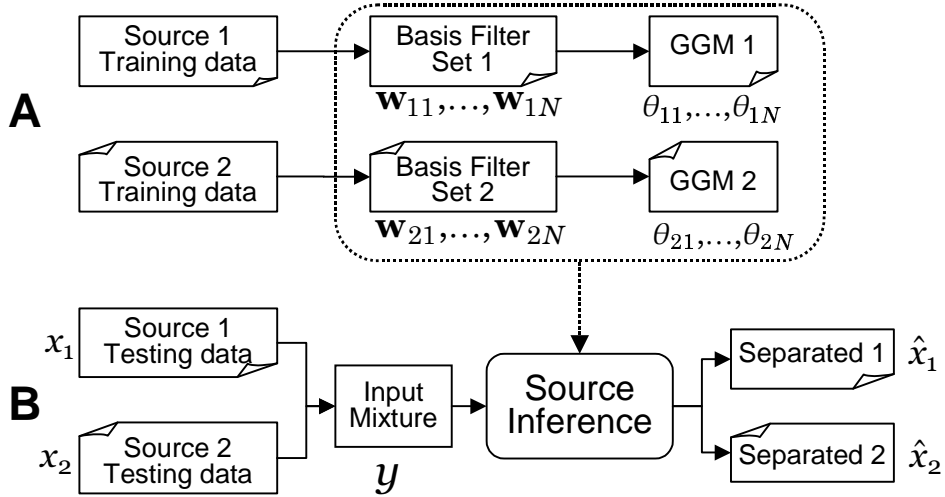 A
Source 1
Training data
Basis Filter
Set 1
w₁₁,...,w₁N
GGM 1
θ₁₁,...,θ₁N
Source 2
Training data
Basis Filter
Set 2
w₂₁,...,w₂N
GGM 2
θ₂₁,...,θ₂N
B
x₁
Source 1
Testing data
x₂
Source 2
Testing data
Input
Mixture
y
Source
Inference
Separated 1
x̂₁
Separated 2
x̂₂